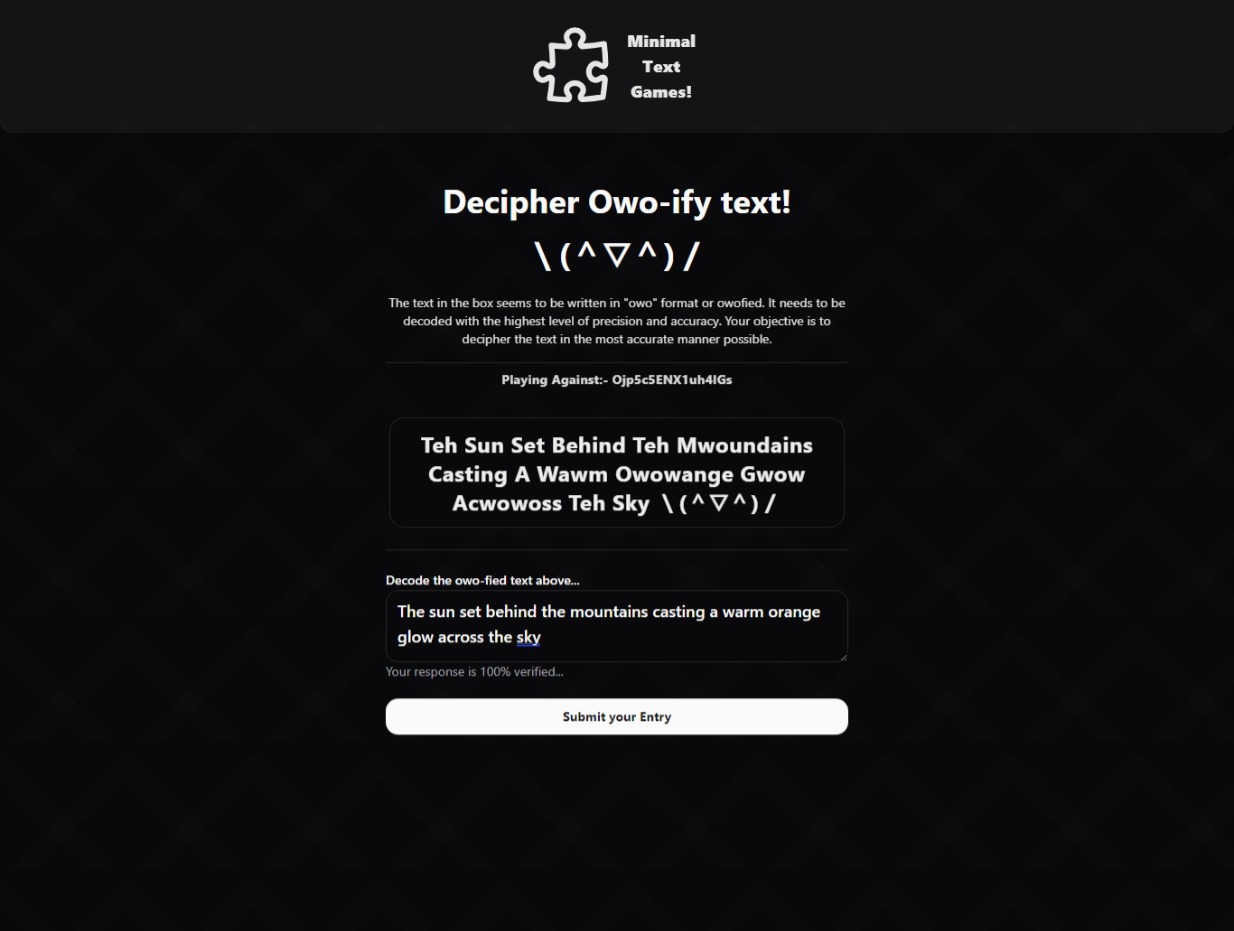 Minimal
Text
Games!
Decipher Owo-ify text!
\(^▽^)/
The text in the box seems to be written in "owo" format or owofied. It needs to be
decoded with the highest level of precision and accuracy. Your objective is to
decipher the text in the most accurate manner possible.
Playing Against:- Ojp5c5ENX1uh4IGs
Teh Sun Set Behind Teh Mwoundains
Casting A Wawm Owowange Gwow
Acwowoss Teh Sky \(^▽^)/
Decode the owo-fied text above...
The sun set behind the mountains casting a warm orange
glow across the sky
Your response is 100% verified...
Submit your Entry